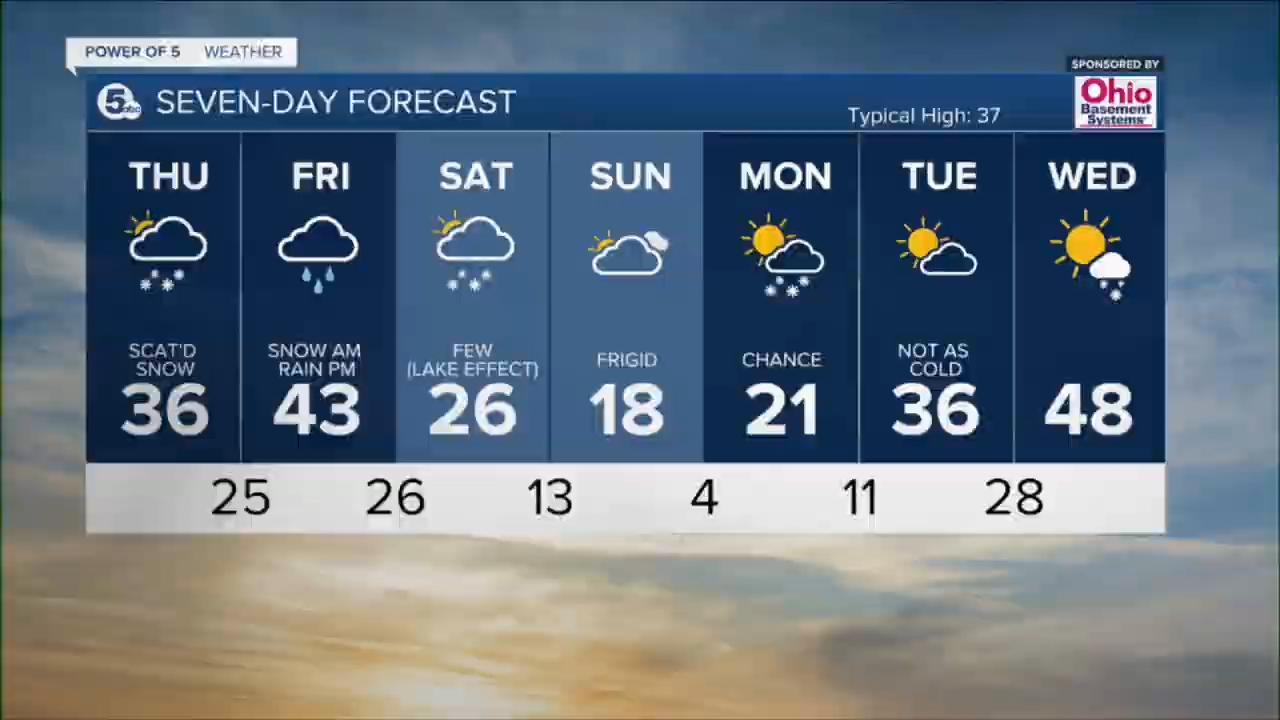 POWER OF 5 WEATHER
SPONSORED BY
Ohio
Basement
Systems
5 abc SEVEN-DAY FORECAST
Typical High: 37
THU FRI SAT SUN MON TUE WED
SCAT'D SNOW AM FEW NOT AS
SNOW RAIN PM (LAKE EFFECT) FRIGID CHANCE COLD
36 43 26 18 21 36 48
25 26 13 4 11 28